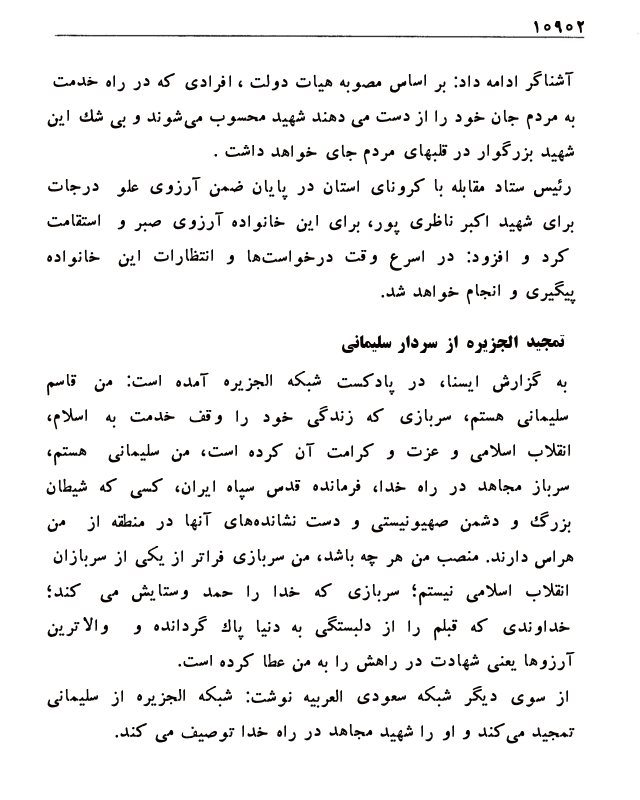 ۱۰۹۰۲
آشناگر ادامه داد: بر اساس مصوبه هیات دولت ، افرادی که در راه خدمت
به مردم جان خود را از دست می دهند شهید محسوب می‌شوند و بی شك این
شهید بزرگوار در قلبهای مردم جای خواهد داشت .
رئیس ستاد مقابله با کرونای استان در پایان ضمن آرزوی علو درجات
برای شهید اکبر ناظری پور، برای این خانواده آرزوی صبر و استقامت
کرد و افزود: در اسرع وقت درخواست‌ها و انتظارات این خانواده
پیگیری و انجام خواهد شد.
تمجید الجزیره از سردار سلیمانی
به گزارش ایسنا، در پادکست شبکه الجزیره آمده است: من قاسم
سلیمانی هستم، سربازی که زندگی خود را وقف خدمت به اسلام،
انقلاب اسلامی و عزت و کرامت آن کرده است، من سلیمانی هستم،
سرباز مجاهد در راه خدا، فرمانده قدس سپاه ایران، کسی که شیطان
بزرگ و دشمن صهیونیستی و دست نشانده‌های آنها در منطقه از من
هراس دارند. منصب من هر چه باشد، من سربازی فراتر از یکی از سربازان
انقلاب اسلامی نیستم؛ سربازی که خدا را حمد وستایش می کند؛
خداوندی که قبلم را از دلبستگی به دنیا پاك گردانده و والاترین
آرزوها یعنی شهادت در راهش را به من عطا کرده است.
از سوی دیگر شبکه سعودی العربیه نوشت: شبکه الجزیره از سلیمانی
تمجید می‌کند و او را شهید مجاهد در راه خدا توصیف می کند.